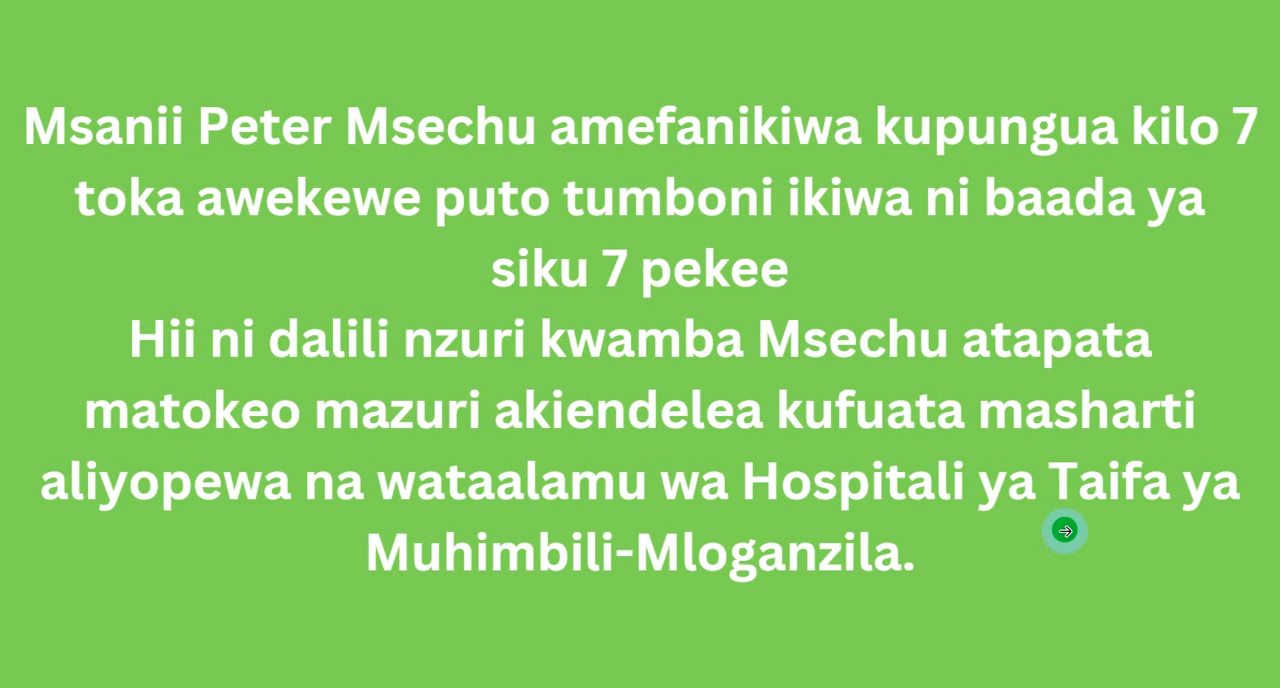 Msanii Peter Msechu amefanikiwa kupungua kilo 7
toka awekewe puto tumboni ikiwa ni baada ya
siku 7 pekee
Hii ni dalili nzuri kwamba Msechu atapata
matokeo mazuri akiendelea kufuata masharti
aliyopewa na wataalamu wa Hospitali ya Taifa ya
Muhimbili-Mloganzila.